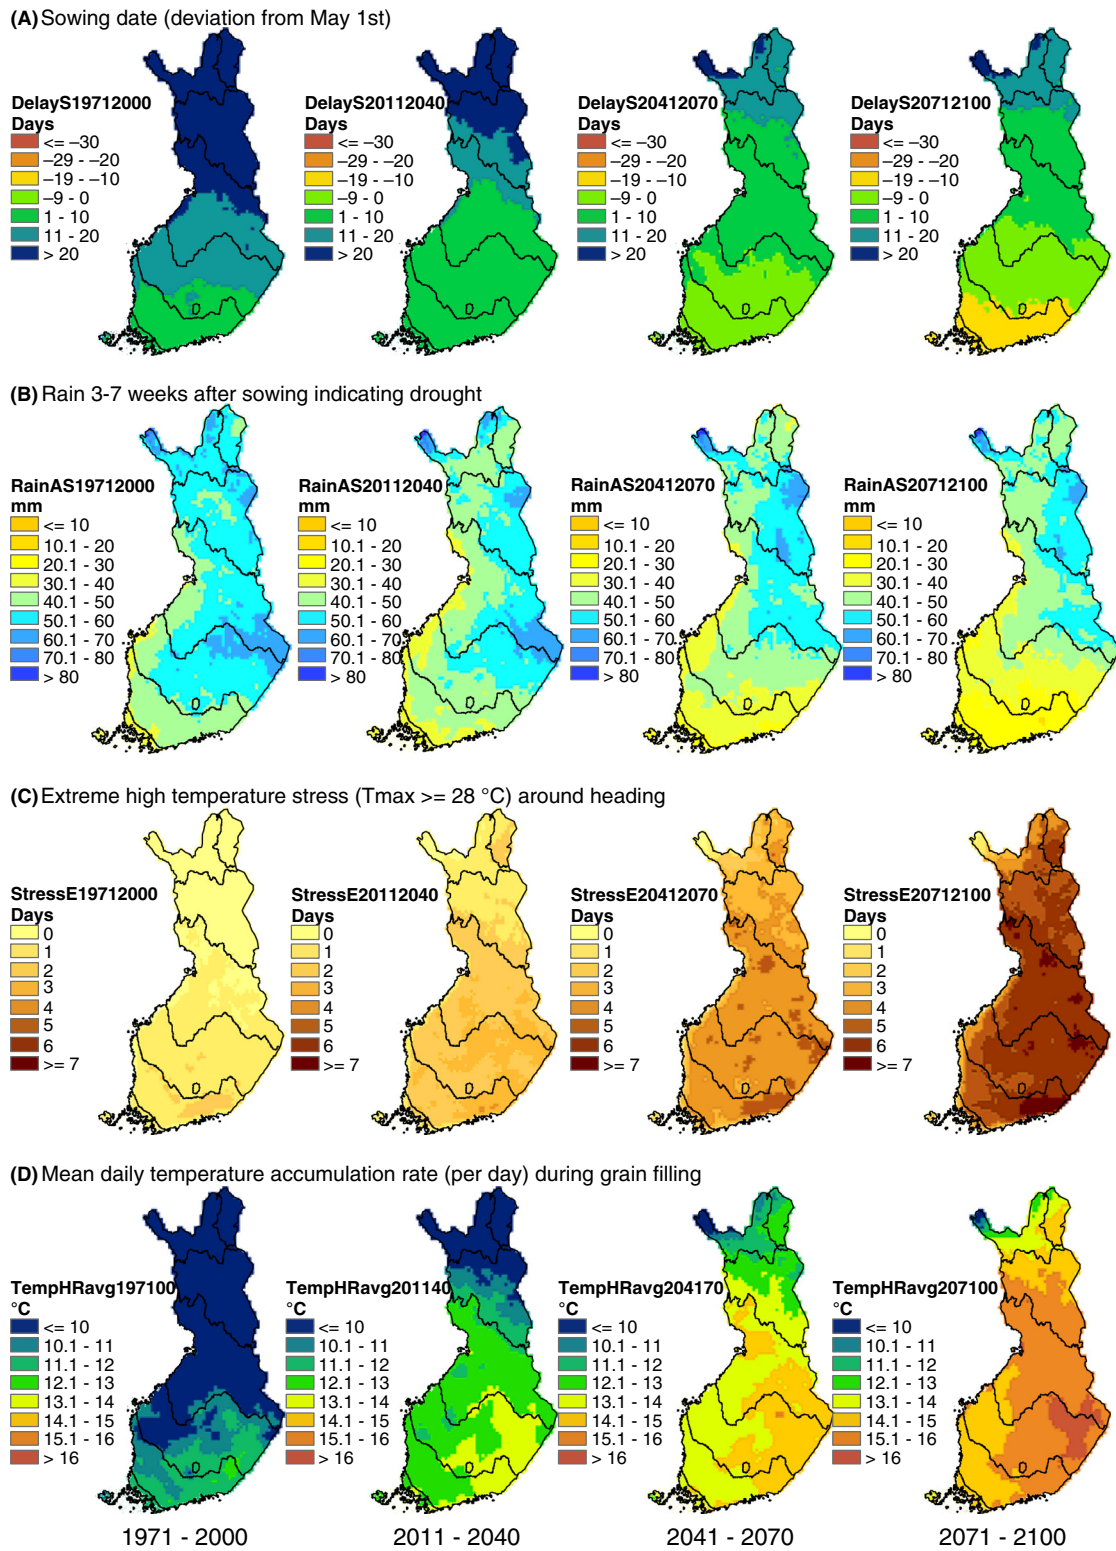 (A) Sowing date (deviation from May 1st)
DelayS19712000
Days
<= –30
–29 - –20
–19 - –10
–9 - 0
1 - 10
11 - 20
> 20
DelayS20112040
Days
<= –30
–29 - –20
–19 - –10
–9 - 0
1 - 10
11 - 20
> 20
DelayS20412070
Days
<= –30
–29 - –20
–19 - –10
–9 - 0
1 - 10
11 - 20
> 20
DelayS20712100
Days
<= –30
–29 - –20
–19 - –10
–9 - 0
1 - 10
11 - 20
> 20
(B) Rain 3-7 weeks after sowing indicating drought
RainAS19712000
mm
<= 10
10.1 - 20
20.1 - 30
30.1 - 40
40.1 - 50
50.1 - 60
60.1 - 70
70.1 - 80
> 80
RainAS20112040
mm
<= 10
10.1 - 20
20.1 - 30
30.1 - 40
40.1 - 50
50.1 - 60
60.1 - 70
70.1 - 80
> 80
RainAS20412070
mm
<= 10
10.1 - 20
20.1 - 30
30.1 - 40
40.1 - 50
50.1 - 60
60.1 - 70
70.1 - 80
> 80
RainAS20712100
mm
<= 10
10.1 - 20
20.1 - 30
30.1 - 40
40.1 - 50
50.1 - 60
60.1 - 70
70.1 - 80
> 80
(C) Extreme high temperature stress (Tmax >= 28 °C) around heading
StressE19712000
Days
0
1
2
3
4
5
6
>= 7
StressE20112040
Days
0
1
2
3
4
5
6
>= 7
StressE20412070
Days
0
1
2
3
4
5
6
>= 7
StressE20712100
Days
0
1
2
3
4
5
6
>= 7
(D) Mean daily temperature accumulation rate (per day) during grain filling
TempHRavg197100
°C
<= 10
10.1 - 11
11.1 - 12
12.1 - 13
13.1 - 14
14.1 - 15
15.1 - 16
> 16
TempHRavg201140
°C
<= 10
10.1 - 11
11.1 - 12
12.1 - 13
13.1 - 14
14.1 - 15
15.1 - 16
> 16
TempHRavg204170
°C
<= 10
10.1 - 11
11.1 - 12
12.1 - 13
13.1 - 14
14.1 - 15
15.1 - 16
> 16
TempHRavg207100
°C
<= 10
10.1 - 11
11.1 - 12
12.1 - 13
13.1 - 14
14.1 - 15
15.1 - 16
> 16
1971 - 2000
2011 - 2040
2041 - 2070
2071 - 2100